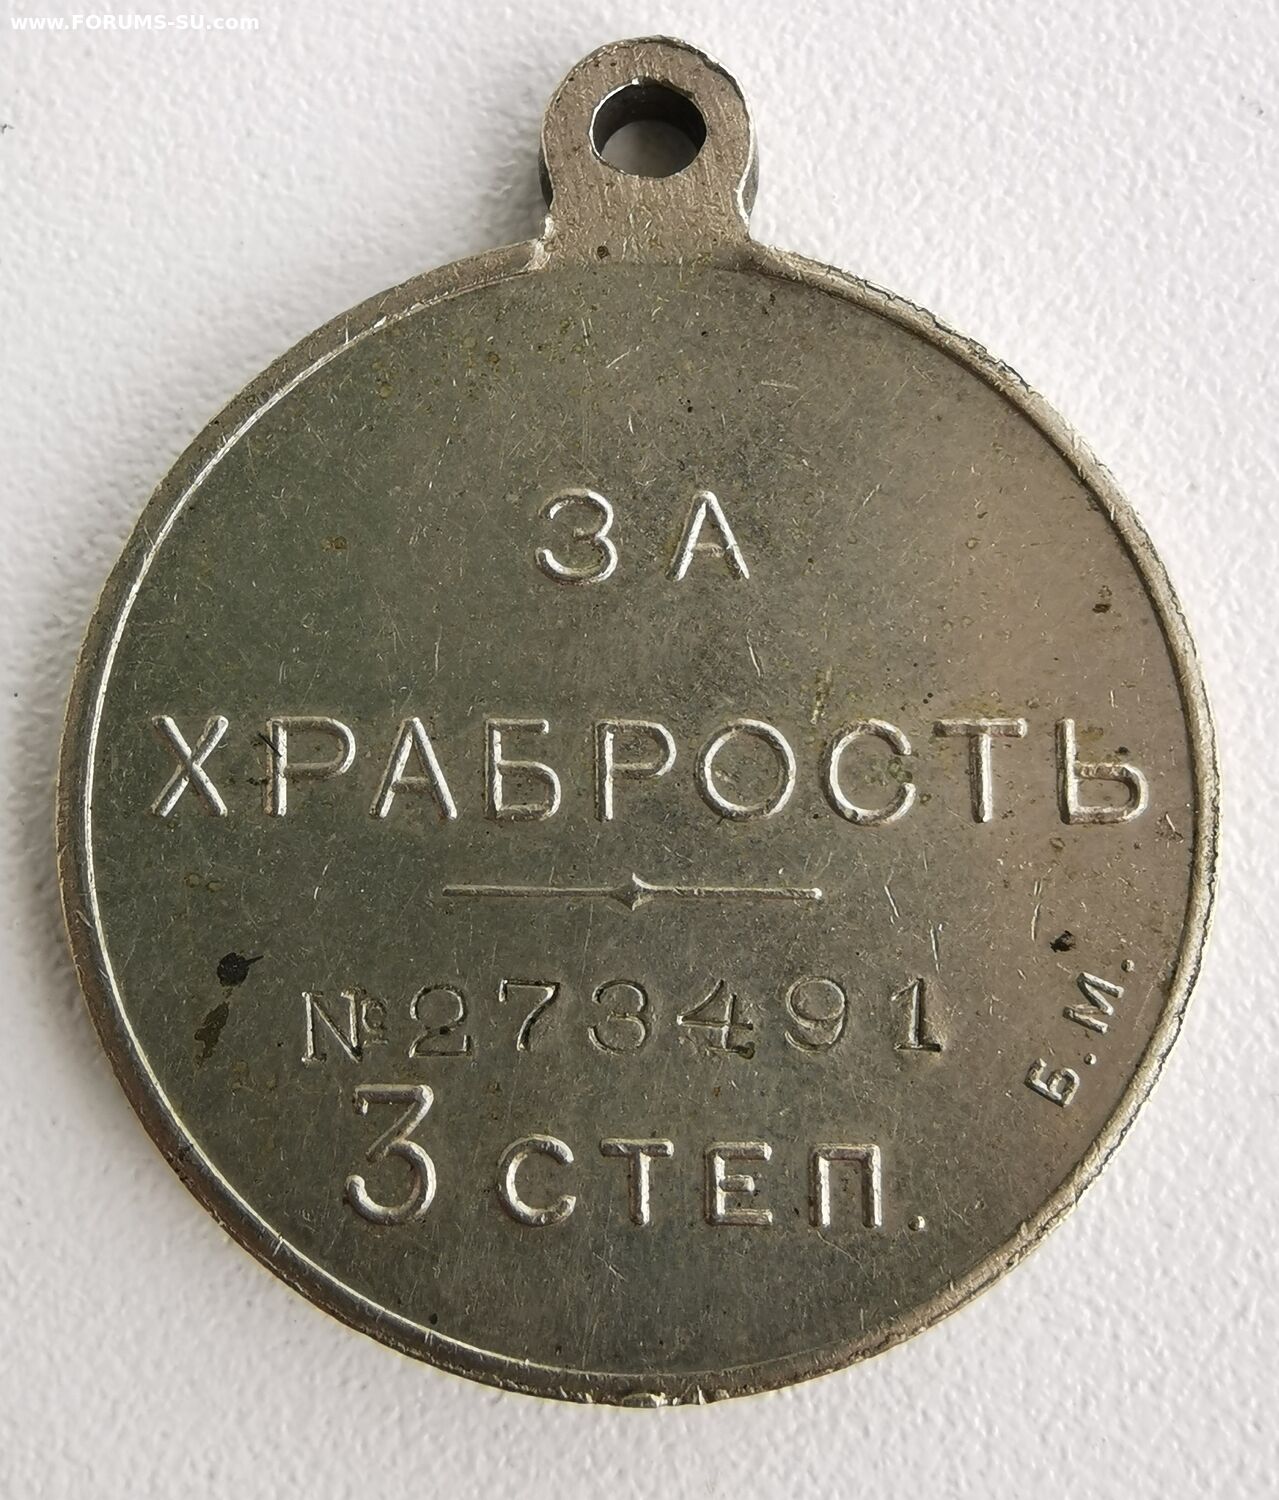 www.FORUMS-SU.com
ЗА
ХРАБРОСТЬ
№273491
3 СТЕП.
Б.М.